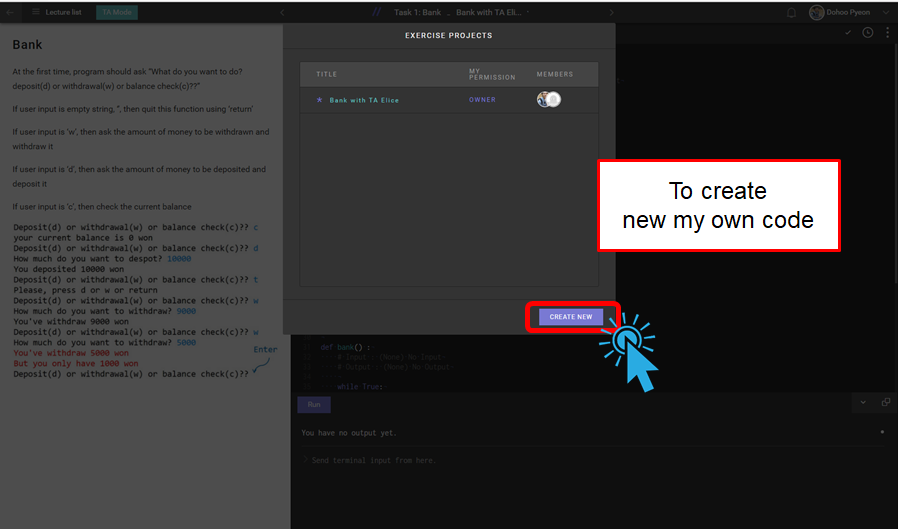 Lecture list
TA Mode
Task 1: Bank
Bank with TA Elic...
Dohoo Pyeon
Bank
At the first time, program should ask "What do you want to do?
deposit(d) or withdrawal(w) or balance check(c)??"
If user input is empty string, '', then quit this function using 'return'
If user input is 'w', then ask the amount of money to be withdrawn and
withdraw it
If user input is 'd', then ask the amount of money to be deposited and
deposit it
If user input is 'c', then check the current balance
Deposit(d) or withdrawal(w) or balance check(c)?? c
your current balance is 0 won
Deposit(d) or withdrawal(w) or balance check(c)?? d
How much do you want to despot? 10000
You deposited 10000 won
Deposit(d) or withdrawal(w) or balance check(c)?? t
Please, press d or w or return
Deposit(d) or withdrawal(w) or balance check(c)?? w
How much do you want to withdraw? 9000
You've withdraw 9000 won
Deposit(d) or withdrawal(w) or balance check(c)?? w
How much do you want to withdraw? 5000
You've withdraw 5000 won
But you only have 1000 won
Deposit(d) or withdrawal(w) or balance check(c)??
Enter
EXERCISE PROJECTS
TITLE
MY PERMISSION
MEMBERS
Bank with TA Elice
OWNER
CREATE NEW
To create
new my own code
def bank() :
# Input : (None) No Input
# Output : (None) No Output
while True:
Run
You have no output yet.
> Send terminal input from here.